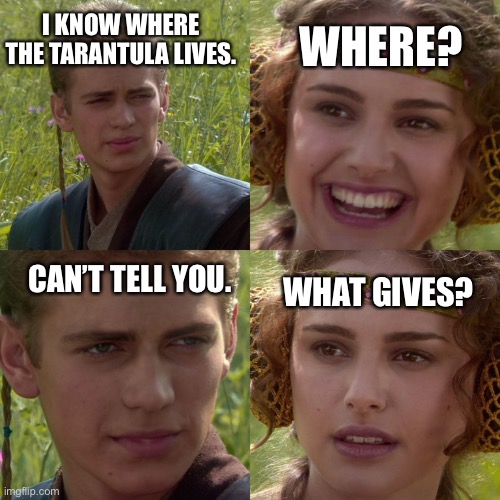 I KNOW WHERE
THE TARANTULA LIVES.
WHERE?
CAN'T TELL YOU.
WHAT GIVES?
imgflip.com